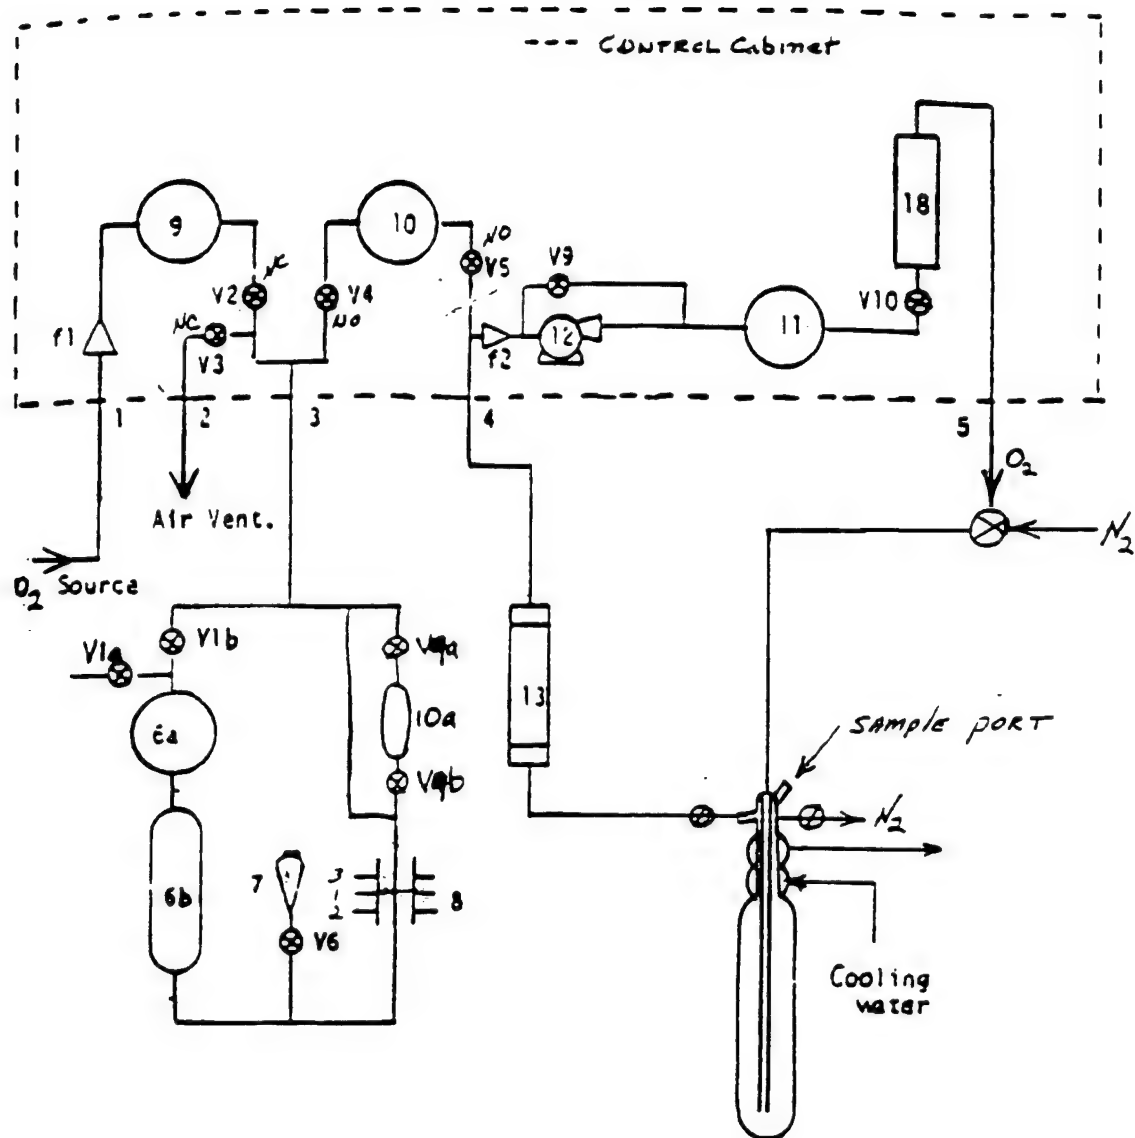 --- CONTROL Cabinet
9
10
18
NC
V2
V4
NO
NO
V5
V9
V10
NC
V3
f1
f2
12
11
1
2
3
4
5
Air Vent.
O2
N2
O2 Source
V1a
V1b
10a
13
SAMPLE PORT
N2
6b
7
3
1
2
8
V6
Cooling
water